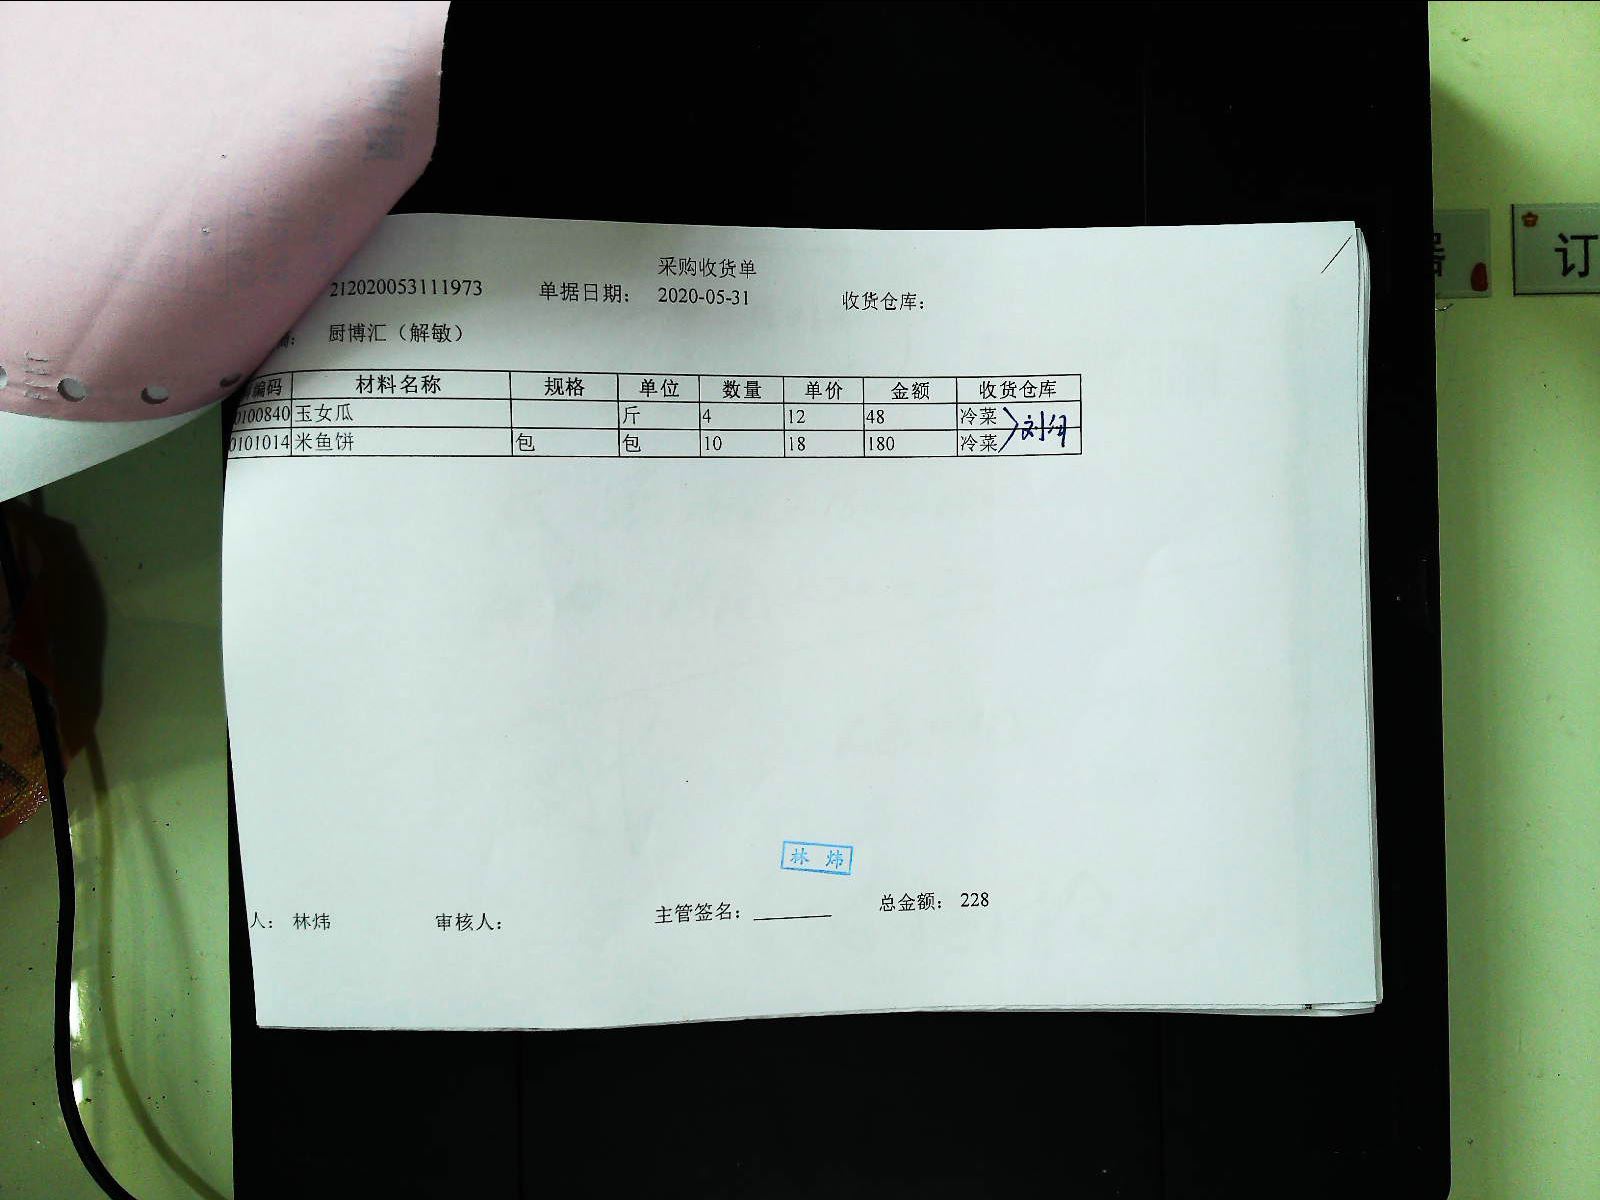 采购收货单
212020053111973 单据日期： 2020-05-31 收货仓库：
厨博汇（解敏）
编码 材料名称 规格 单位 数量 单价 金额 收货仓库
0100840 玉女瓜 斤 4 12 48 冷菜
0101014 米鱼饼 包 包 10 18 180 冷菜
林 炜
人： 林炜 审核人： 主管签名： 总金额： 228
订